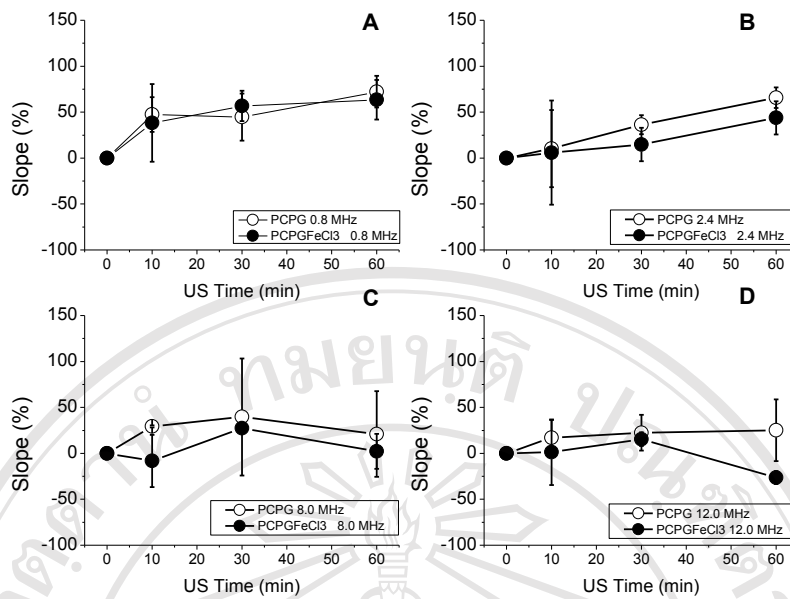 A
150
100
50
0
-50
-100
Slope (%)
PCPG 0.8 MHz
PCPGFeCl3 0.8 MHz
0 10 20 30 40 50 60
US Time (min)
B
150
100
50
0
-50
-100
Slope (%)
PCPG 2.4 MHz
PCPGFeCl3 2.4 MHz
0 10 20 30 40 50 60
US Time (min)
C
150
100
50
0
-50
-100
Slope (%)
PCPG 8.0 MHz
PCPGFeCl3 8.0 MHz
0 10 20 30 40 50 60
US Time (min)
D
150
100
50
0
-50
-100
Slope (%)
PCPG 12.0 MHz
PCPGFeCl3 12.0 MHz
0 10 20 30 40 50 60
US Time (min)